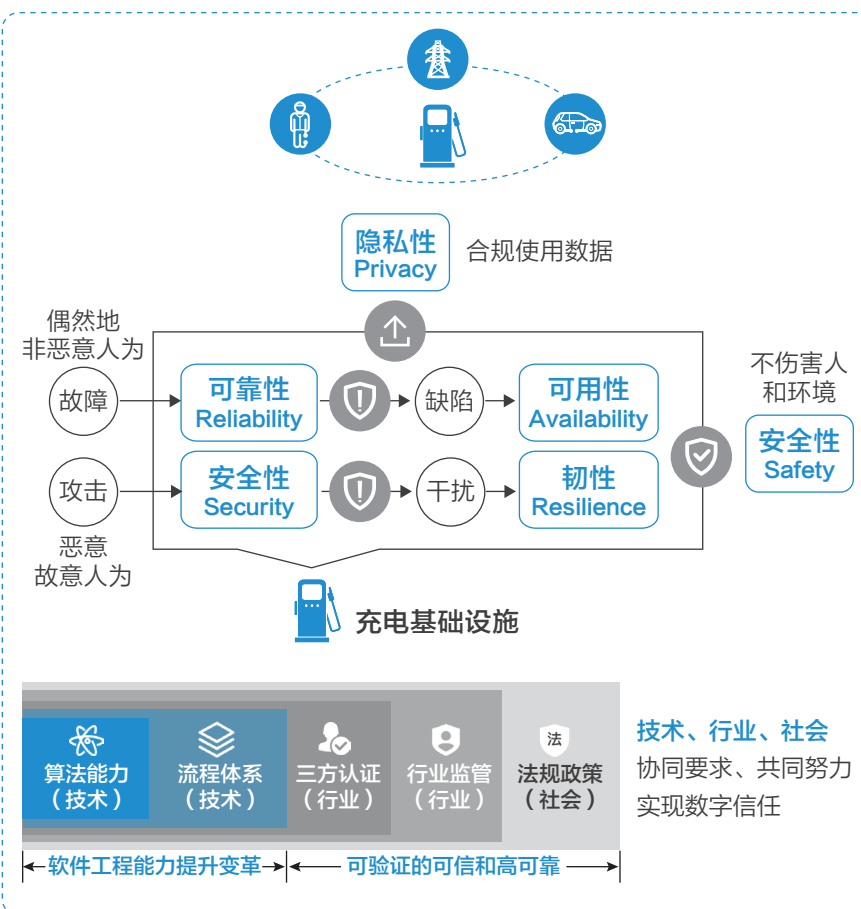 隐私性
Privacy
合规使用数据
偶然地
非恶意人为
故障
可靠性
Reliability
缺陷
可用性
Availability
不伤害人
和环境
安全性
Safety
攻击
安全性
Security
干扰
韧性
Resilience
恶意
故意人为
充电基础设施
算法能力
（技术）
流程体系
（技术）
三方认证
（行业）
行业监管
（行业）
法
法规政策
（社会）
技术、行业、社会
协同要求、共同努力
实现数字信任
软件工程能力提升变革
可验证的可信和高可靠